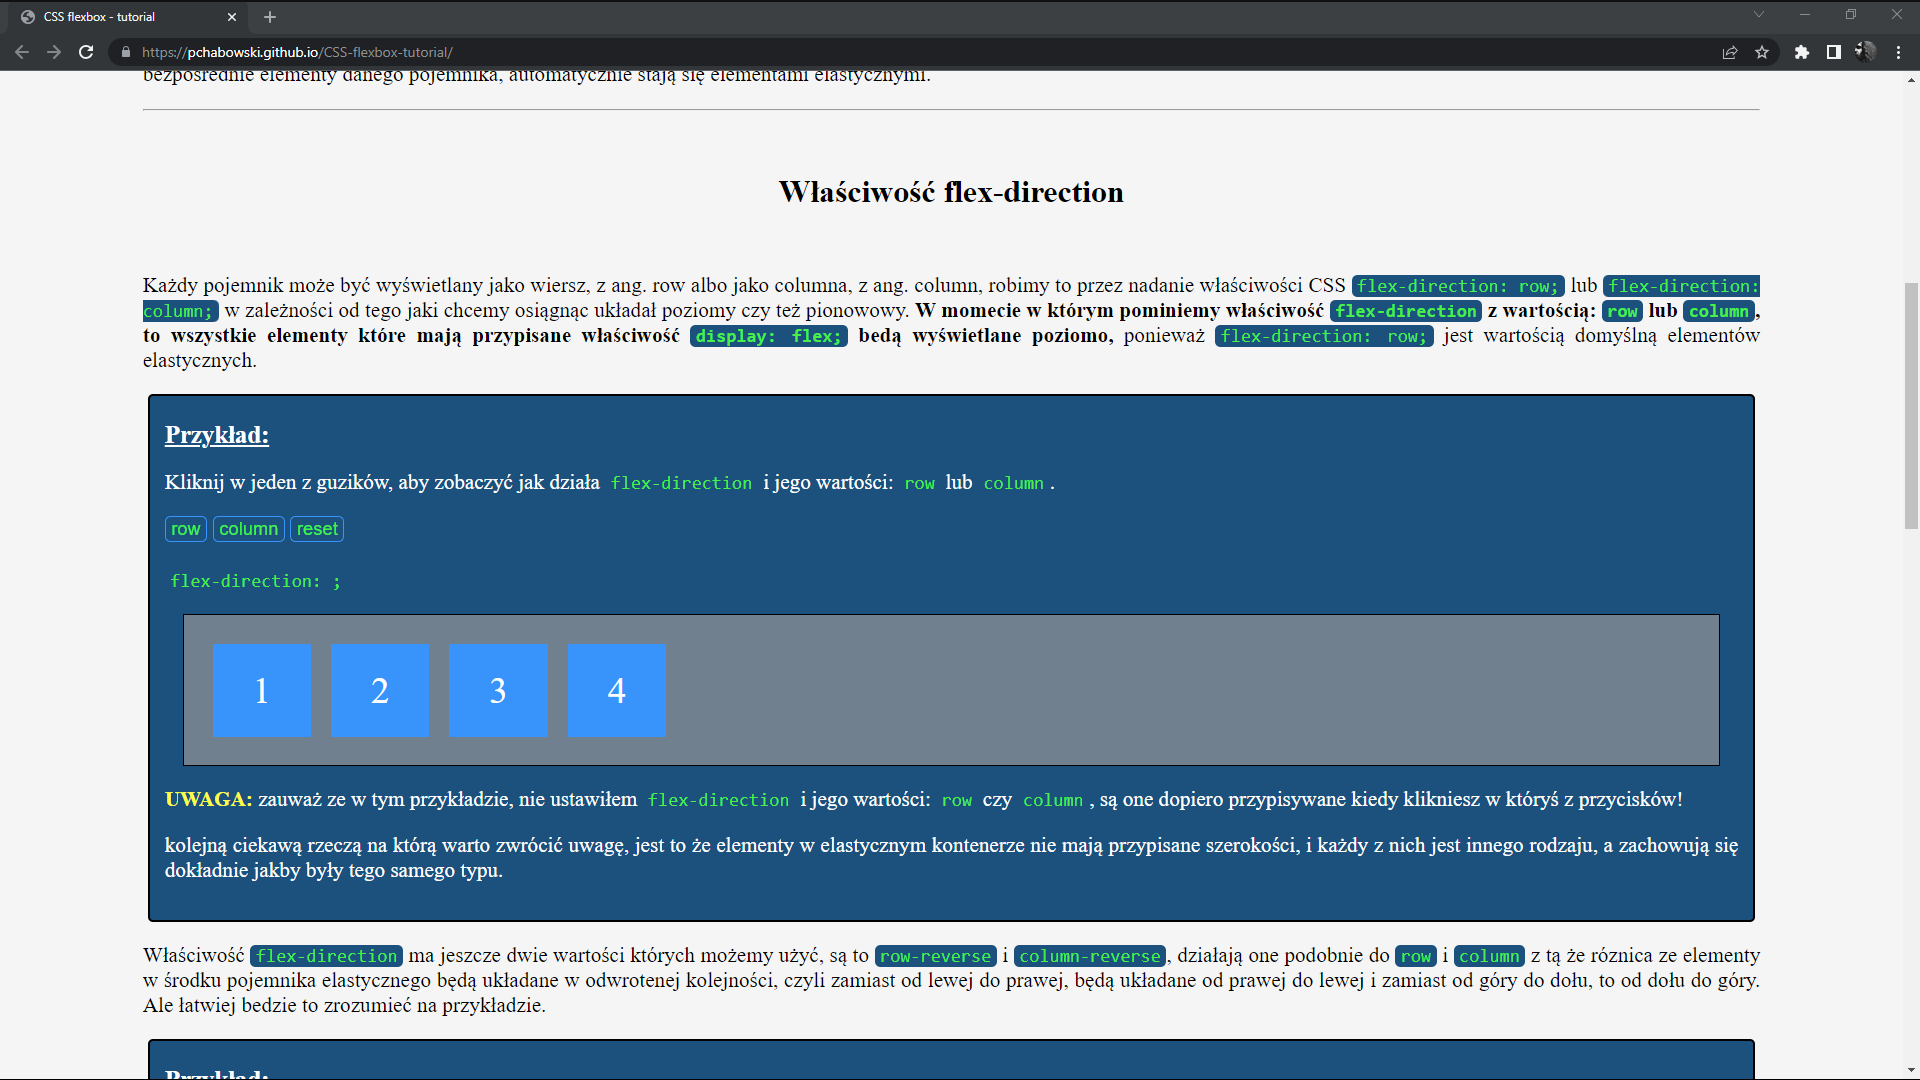 CSS flexbox - tutorial
https://pchabowski.github.io/CSS-flexbox-tutorial/
bezpośrednie elementy danego pojemnika, automatycznie stają się elementami elastycznymi.
Właściwość flex-direction
Każdy pojemnik może być wyświetlany jako wiersz, z ang. row albo jako columna, z ang. column, robimy to przez nadanie właściwości CSS flex-direction: row; lub flex-direction:
column; w zależności od tego jaki chcemy osiągnąc układał poziomy czy też pionowowy. W momecie w którym pominiemy właściwość flex-direction z wartością: row lub column,
to wszystkie elementy które mają przypisane właściwość display: flex; bedą wyświetlane poziomo, ponieważ flex-direction: row; jest wartością domyślną elementów
elastycznych.
Przykład:
Kliknij w jeden z guzików, aby zobaczyć jak działa flex-direction i jego wartości: row lub column .
row column reset
flex-direction: ;
1 2 3 4
UWAGA: zauważ ze w tym przykładzie, nie ustawiłem flex-direction i jego wartości: row czy column , są one dopiero przypisywane kiedy klikniesz w któryś z przycisków!
kolejną ciekawą rzeczą na którą warto zwrócić uwagę, jest to że elementy w elastycznym kontenerze nie mają przypisane szerokości, i każdy z nich jest innego rodzaju, a zachowują się
dokładnie jakby były tego samego typu.
Właściwość flex-direction ma jeszcze dwie wartości których możemy użyć, są to row-reverse i column-reverse, działają one podobnie do row i column z tą że róznica ze elementy
w środku pojemnika elastycznego będą układane w odwrotenej kolejności, czyli zamiast od lewej do prawej, będą układane od prawej do lewej i zamiast od góry do dołu, to od dołu do góry.
Ale łatwiej bedzie to zrozumieć na przykładzie.
Przykład: